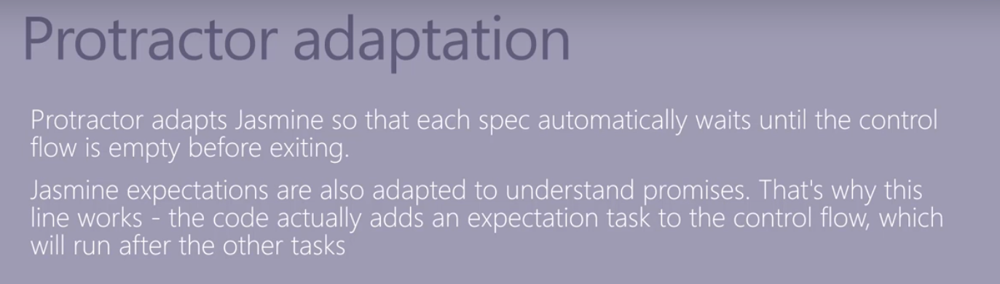 Protractor adaptation
Protractor adapts Jasmine so that each spec automatically waits until the control
flow is empty before exiting.
Jasmine expectations are also adapted to understand promises. That's why this
line works - the code actually adds an expectation task to the control flow, which
will run after the other tasks